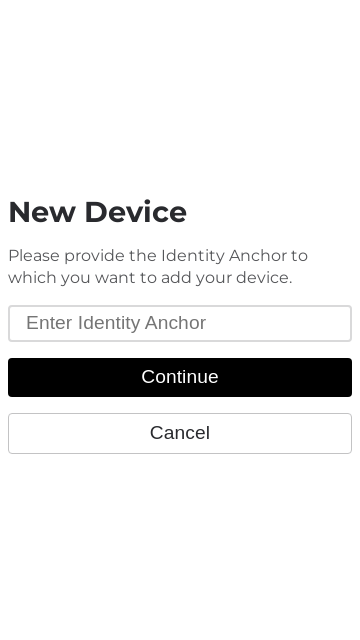 New Device
Please provide the Identity Anchor to
which you want to add your device.
Enter Identity Anchor
Continue
Cancel